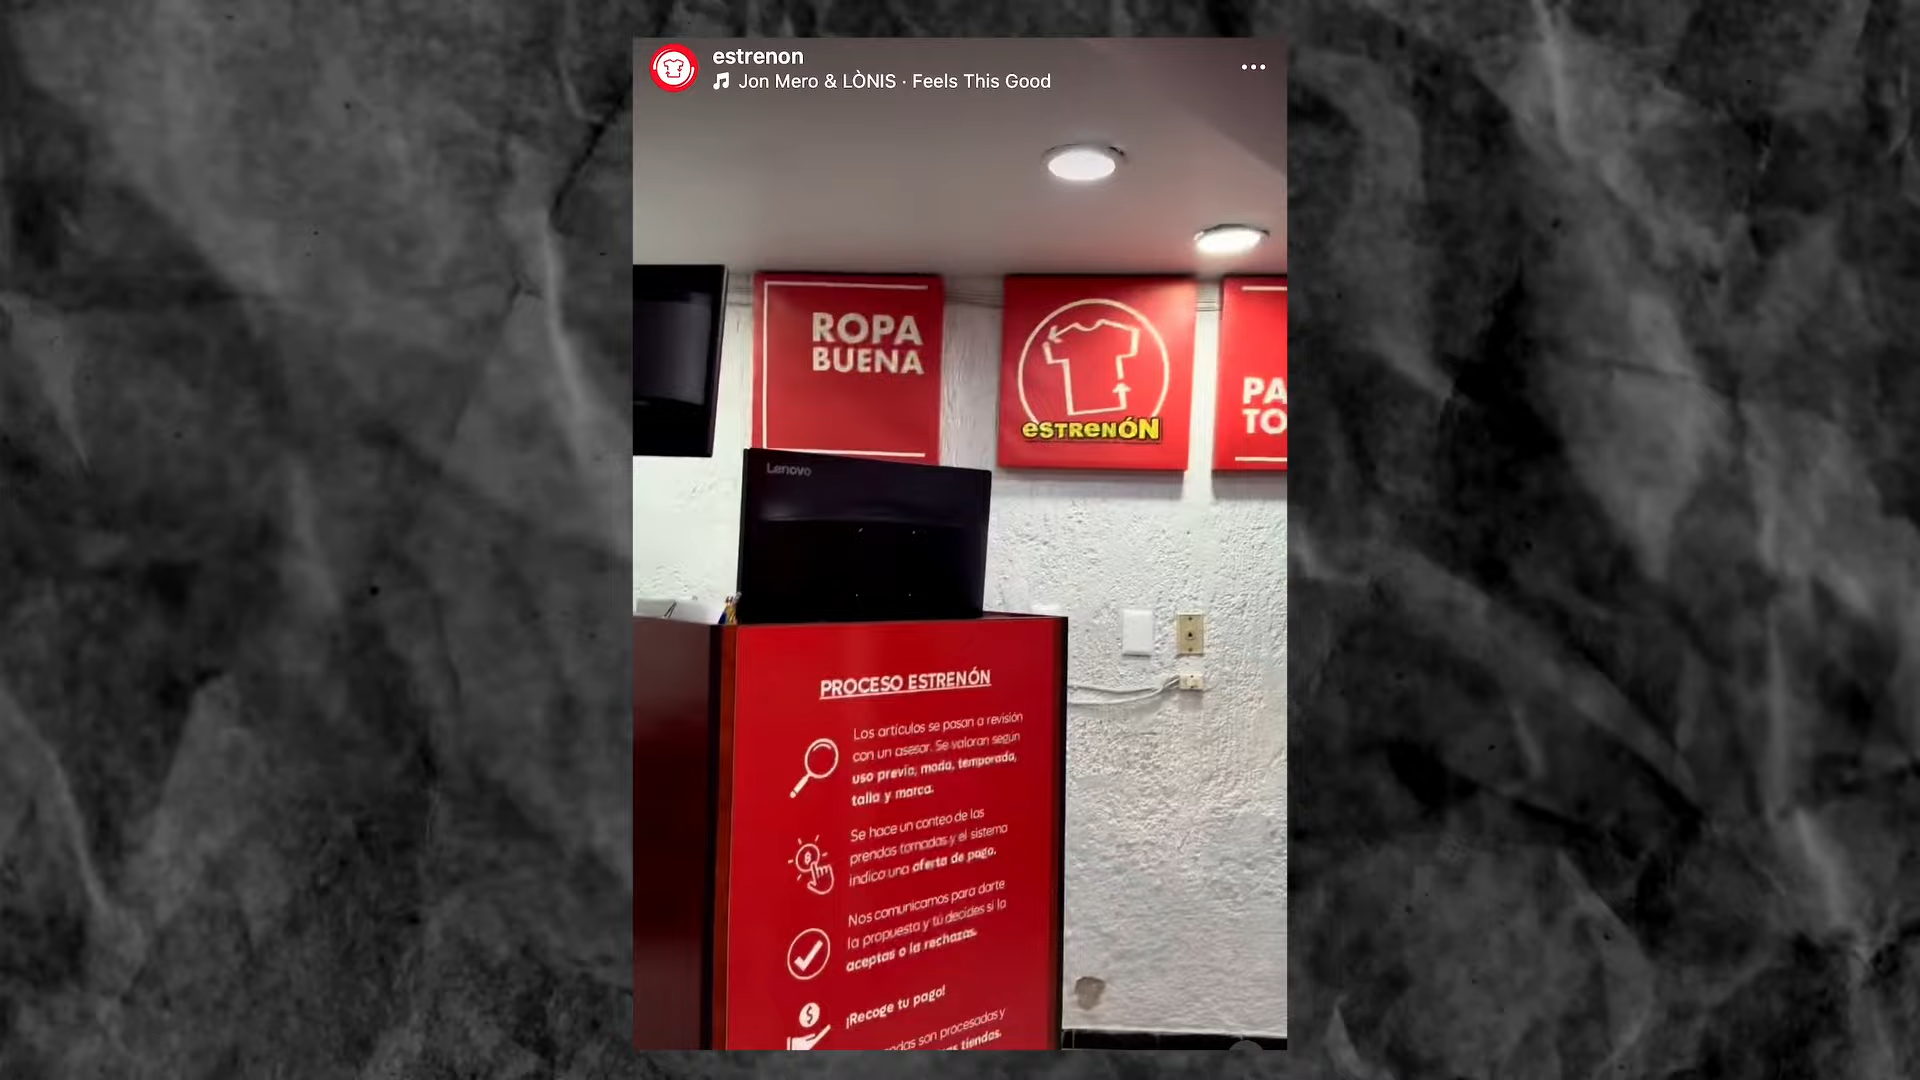 estrenon
Jon Mero & LÒNIS · Feels This Good
ROPA
BUENA
estrenÓN
PA
TO
Lenovo
PROCESO ESTRENÓN
Los artículos se pasan a revisión
con un asesor. Se valoran según
uso previo, moda, temporada,
talla y marca.
Se hace un conteo de las
prendas tomadas y el sistema
indica una oferta de pago.
Nos comunicamos para darte
la propuesta y tú decides si la
aceptas o la rechazas.
$
¡Recoge tu pago!
ndas son procesadas y
as tiendas.